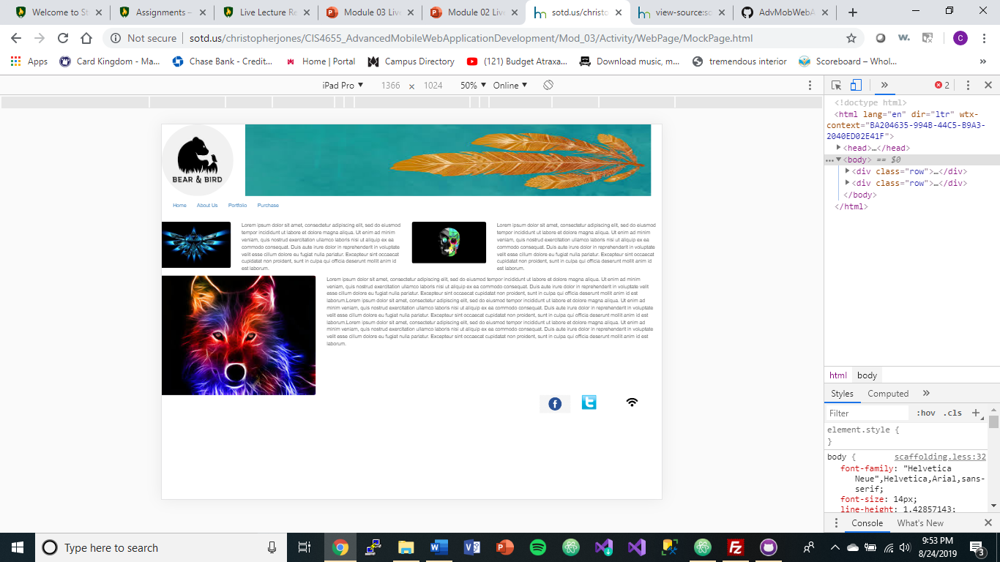 Welcome to St
Assignments –
Live Lecture Re
Module 03 Live
Module 02 Live
sotd.us/christo
view-source:so
AdvMobWebA
Not secure
sotd.us/christopherjones/CIS4655_AdvancedMobileWebApplicationDevelopment/Mod_03/Activity/WebPage/MockPage.html
C
Apps
Card Kingdom - Ma...
Chase Bank - Credit...
Home | Portal
Campus Directory
(121) Budget Atraxa...
Download music, m...
tremendous interior
Scoreboard – Whol...
»
iPad Pro ▼
1366 × 1024
50% ▼
Online ▼
» 2
<!doctype html>
<html lang="en" dir="ltr" wtx-
context="BA204635-994B-44C5-B9A3-
2040ED02E41F">
<head>…</head>
<body> == $0
<div class="row">…</div>
<div class="row">…</div>
</body>
</html>
BEAR & BIRD
Home About Us Portfolio Purchase
Lorem ipsum dolor sit amet, consectetur adipiscing elit, sed do eiusmod
tempor incididunt ut labore et dolore magna aliqua. Ut enim ad minim
veniam, quis nostrud exercitation ullamco laboris nisi ut aliquip ex ea
commodo consequat. Duis aute irure dolor in reprehenderit in voluptate
velit esse cillum dolore eu fugiat nulla pariatur. Excepteur sint occaecat
cupidatat non proident, sunt in culpa qui officia deserunt mollit anim id
est laborum.
Lorem ipsum dolor sit amet, consectetur adipiscing elit, sed do eiusmod
tempor incididunt ut labore et dolore magna aliqua. Ut enim ad minim
veniam, quis nostrud exercitation ullamco laboris nisi ut aliquip ex ea
commodo consequat. Duis aute irure dolor in reprehenderit in voluptate
velit esse cillum dolore eu fugiat nulla pariatur. Excepteur sint occaecat
cupidatat non proident, sunt in culpa qui officia deserunt mollit anim id
est laborum.
Lorem ipsum dolor sit amet, consectetur adipiscing elit, sed do eiusmod tempor incididunt ut labore et dolore magna aliqua. Ut enim ad minim
veniam, quis nostrud exercitation ullamco laboris nisi ut aliquip ex ea commodo consequat. Duis aute irure dolor in reprehenderit in voluptate
velit esse cillum dolore eu fugiat nulla pariatur. Excepteur sint occaecat cupidatat non proident, sunt in culpa qui officia deserunt mollit anim id est
laborum.Lorem ipsum dolor sit amet, consectetur adipiscing elit, sed do eiusmod tempor incididunt ut labore et dolore magna aliqua. Ut enim ad
minim veniam, quis nostrud exercitation ullamco laboris nisi ut aliquip ex ea commodo consequat. Duis aute irure dolor in reprehenderit in voluptate
velit esse cillum dolore eu fugiat nulla pariatur. Excepteur sint occaecat cupidatat non proident, sunt in culpa qui officia deserunt mollit anim id est
laborum.Lorem ipsum dolor sit amet, consectetur adipiscing elit, sed do eiusmod tempor incididunt ut labore et dolore magna aliqua. Ut enim ad
minim veniam, quis nostrud exercitation ullamco laboris nisi ut aliquip ex ea commodo consequat. Duis aute irure dolor in reprehenderit in voluptate
velit esse cillum dolore eu fugiat nulla pariatur. Excepteur sint occaecat cupidatat non proident, sunt in culpa qui officia deserunt mollit anim id est
laborum.
html body
Styles Computed »
Filter :hov .cls +
element.style {
}
body { scaffolding.less:32
font-family: "Helvetica
Neue",Helvetica,Arial,sans-
serif;
font-size: 14px;
line-height: 1.42857143;
Console What's New
Type here to search
9:53 PM
8/24/2019
3